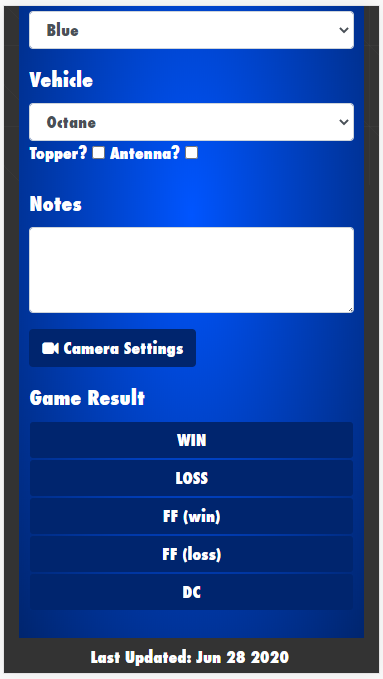 Blue
Vehicle
Octane
Topper? Antenna?
Notes
Camera Settings
Game Result
WIN
LOSS
FF (win)
FF (loss)
DC
Last Updated: Jun 28 2020